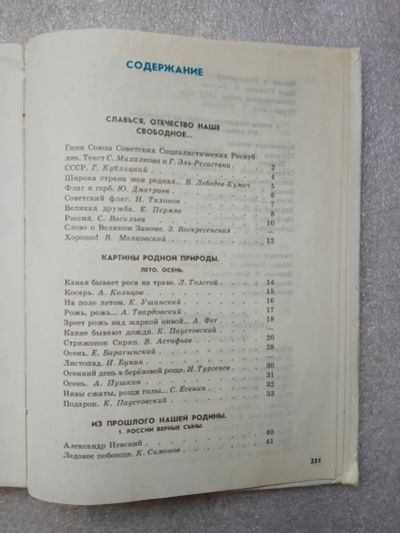 СОДЕРЖАНИЕ
СЛАВЬСЯ, ОТЕЧЕСТВО НАШЕ
СВОБОДНОЕ...
Гимн Союза Советских Социалистических Респуб-
лик. Текст С. Михалкова и Г. Эль-Регистана . 3
СССР. Г. Кублицкий . . . . . . . 4
Широка страна моя родная... В. Лебедев-Кумач . 5
Флаг и герб. Ю. Дмитриев . . . . . . 6
Советский флаг. Н. Тихонов . . . . . . 7
Великая дружба. Е. Пермяк . . . . . . 8
Россия. С. Васильев . . . . . . . 10
Слово о Великом Законе. З. Воскресенская . . .
Хорошо! В. Маяковский . . . . . . 12
КАРТИНЫ РОДНОЙ ПРИРОДЫ.
ЛЕТО. ОСЕНЬ.
Какая бывает роса на траве. Л. Толстой . . . 14
Косарь. А. Кольцов . . . . . . . 15
На поле летом. К. Ушинский . . . . . 16
Рожь, рожь... А. Твардовский . . . . . 17
Зреет рожь над жаркой нивой... А. Фет . . . 18
Какие бывают дожди. К. Паустовский . . . .
Стрижонок Скрип. В. Астафьев . . . . . 20
Осень. Е. Баратынский . . . . . . 28
Листопад. И. Бунин . . . . . . .
Осенний день в берёзовой роще. И. Тургенев . . 30
Осень. А. Пушкин . . . . . . . 31
Нивы сжаты, рощи голы... С. Есенин . . . 32
Подарок. К. Паустовский . . . . . . 33
ИЗ ПРОШЛОГО НАШЕЙ РОДИНЫ.
1. РОССИИ ВЕРНЫЕ СЫНЫ.
Александр Невский . . . . . . . 40
Ледовое побоище. К. Симонов . . . . . 41
221